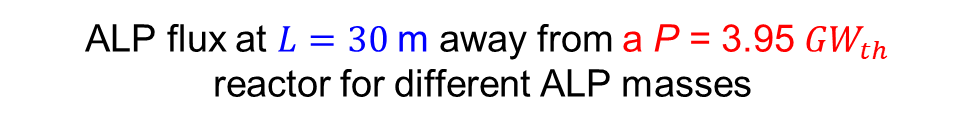 ALP flux at L = 30 m away from a P = 3.95 GW_th
reactor for different ALP masses